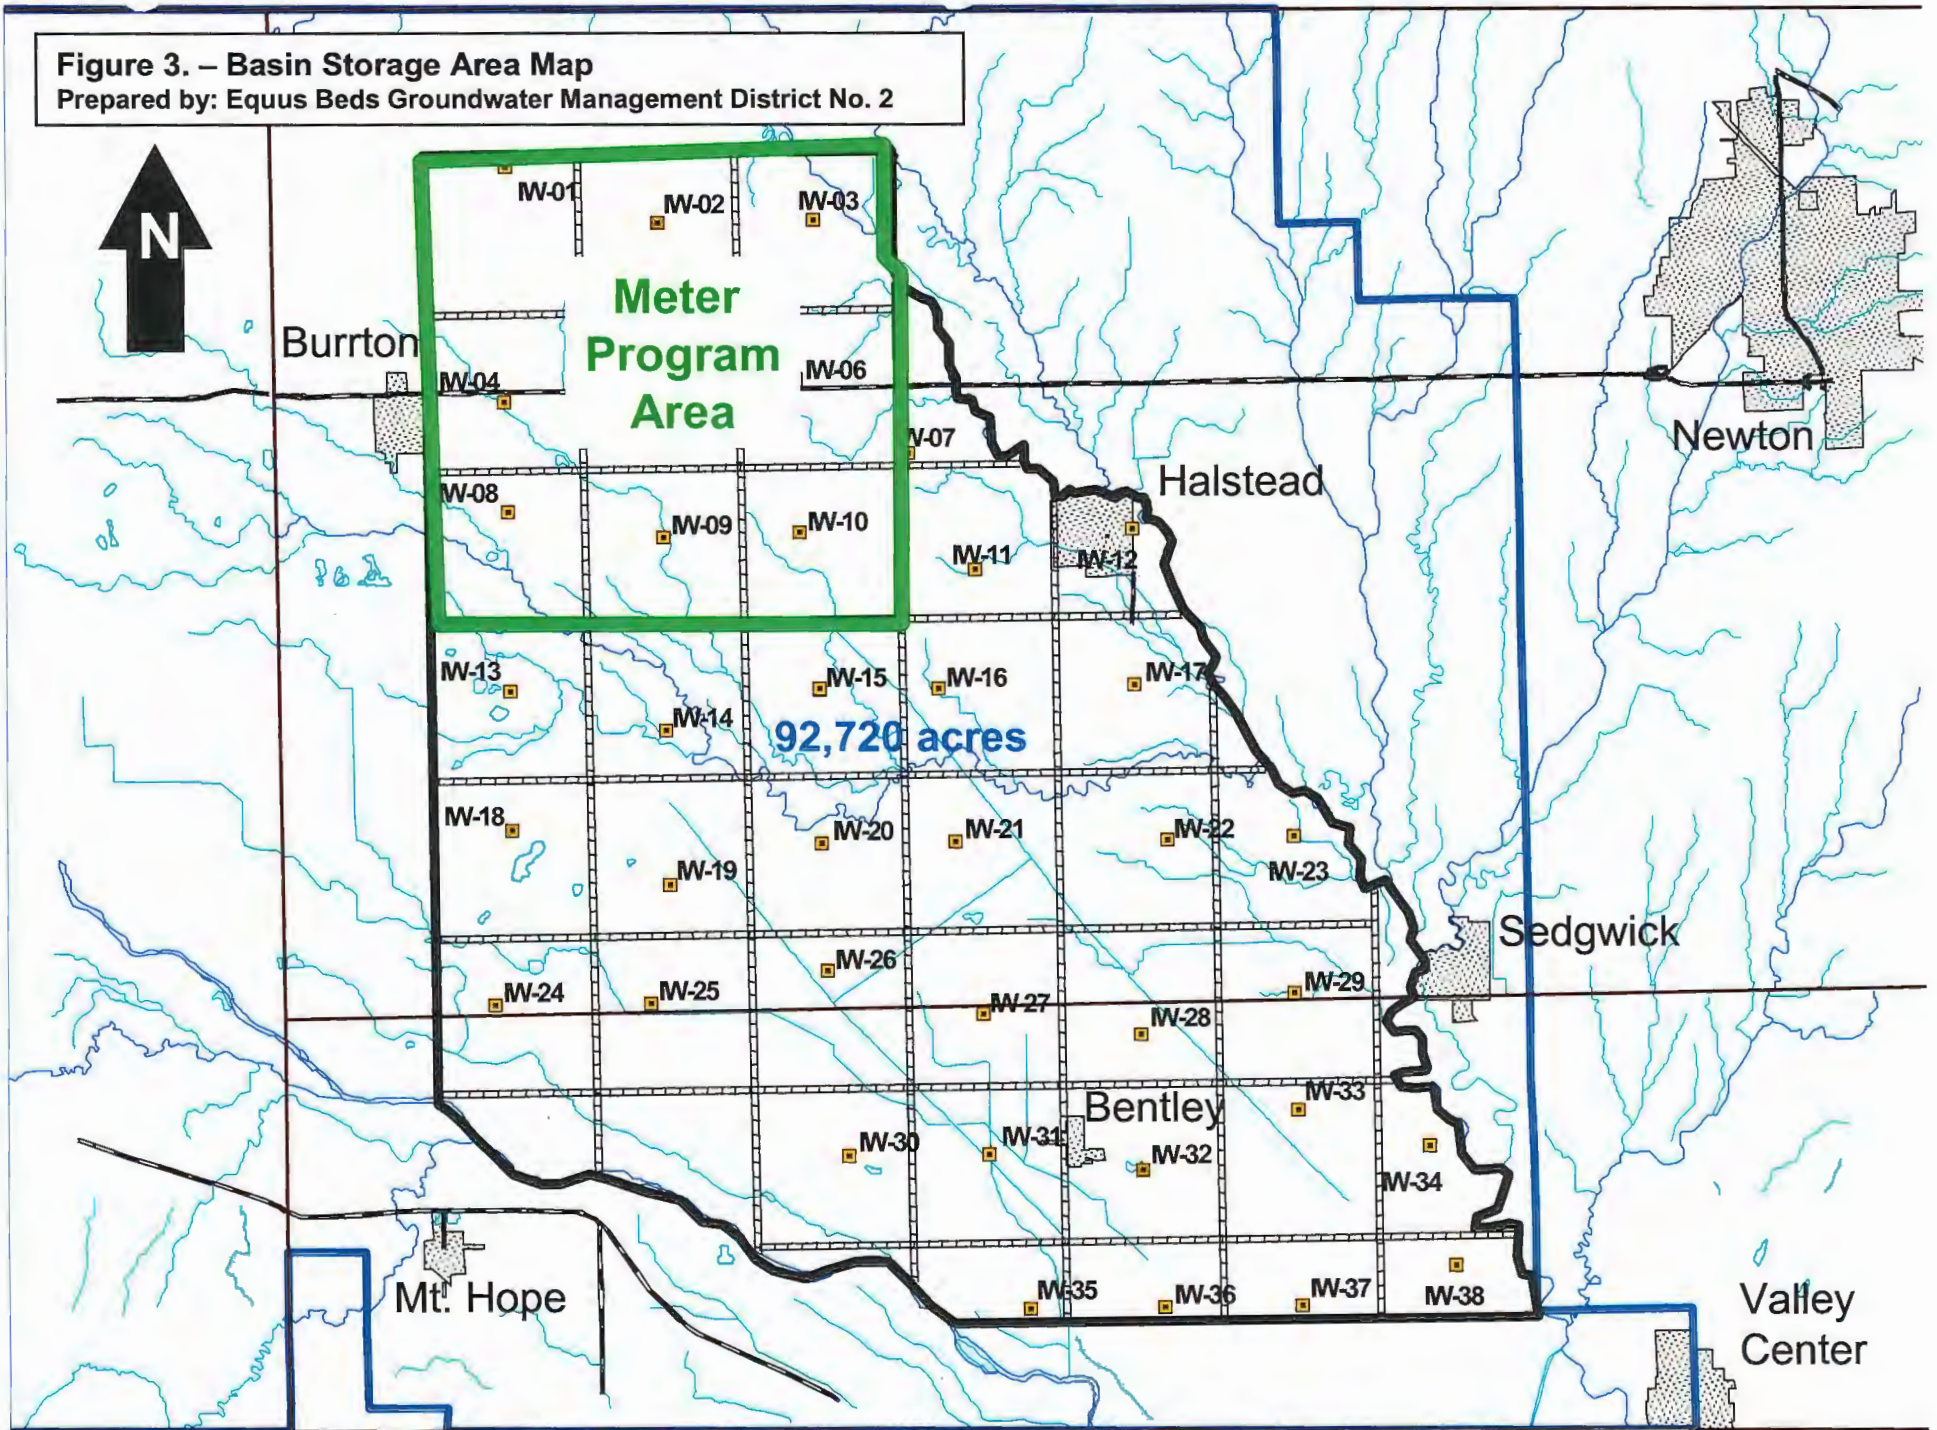 Figure 3. – Basin Storage Area Map
Prepared by: Equus Beds Groundwater Management District No. 2
N
IW-01
IW-02
IW-03
Meter
Program
Area
Burrton
IW-04
IW-06
IW-07
Newton
Halstead
IW-08
IW-09
IW-10
IW-11
IW-12
IW-13
IW-14
IW-15
IW-16
IW-17
92,720 acres
IW-18
IW-19
IW-20
IW-21
IW-22
IW-23
Sedgwick
IW-24
IW-25
IW-26
IW-27
IW-28
IW-29
Bentley
IW-30
IW-31
IW-32
IW-33
IW-34
Mt. Hope
IW-35
IW-36
IW-37
IW-38
Valley
Center